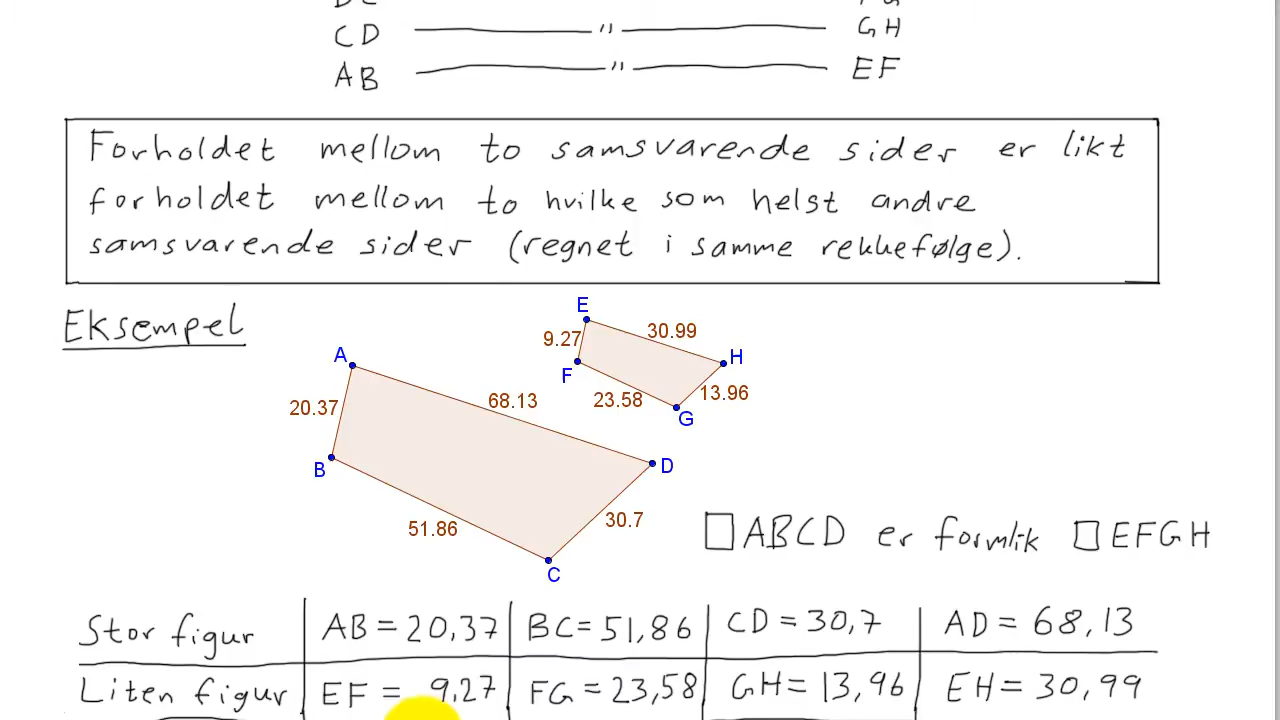 CD — " — GH
AB — " — EF
Forholdet mellom to samsvarende sider er likt
forholdet mellom to hvilke som helst andre
samsvarende sider (regnet i samme rekkefølge).
Eksempel
E
30.99
9.27
H
A
F
23.58
13.96
68.13
20.37
G
B
D
51.86
30.7
□ABCD er formlik □EFGH
C
Stor figur AB = 20,37 BC = 51,86 CD = 30,7 AD = 68,13
Liten figur EF = 9,27 FG = 23,58 GH = 13,96 EH = 30,99